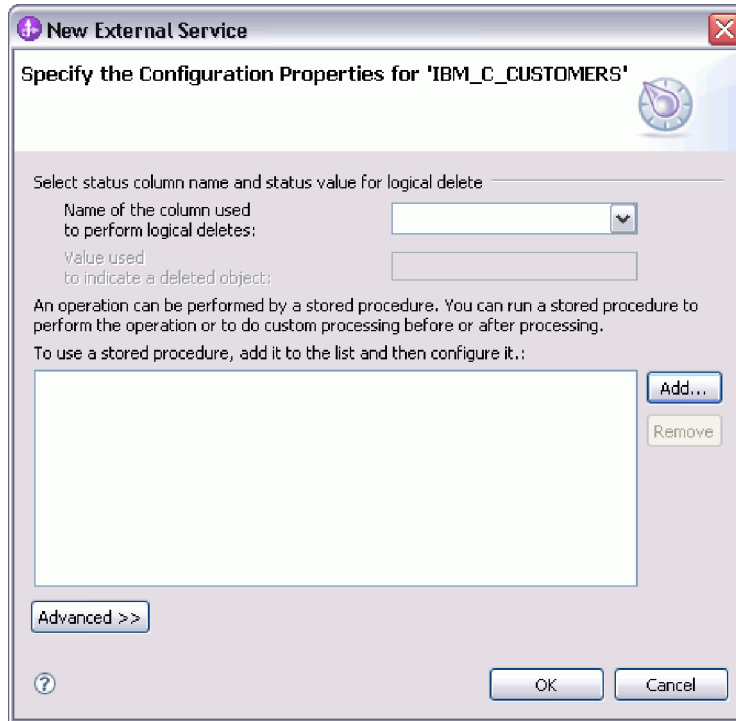 New External Service
Specify the Configuration Properties for 'IBM_C_CUSTOMERS'
Select status column name and status value for logical delete
Name of the column used
to perform logical deletes:
Value used
to indicate a deleted object:
An operation can be performed by a stored procedure. You can run a stored procedure to
perform the operation or to do custom processing before or after processing.
To use a stored procedure, add it to the list and then configure it.:
Add...
Remove
Advanced >>
?
OK
Cancel